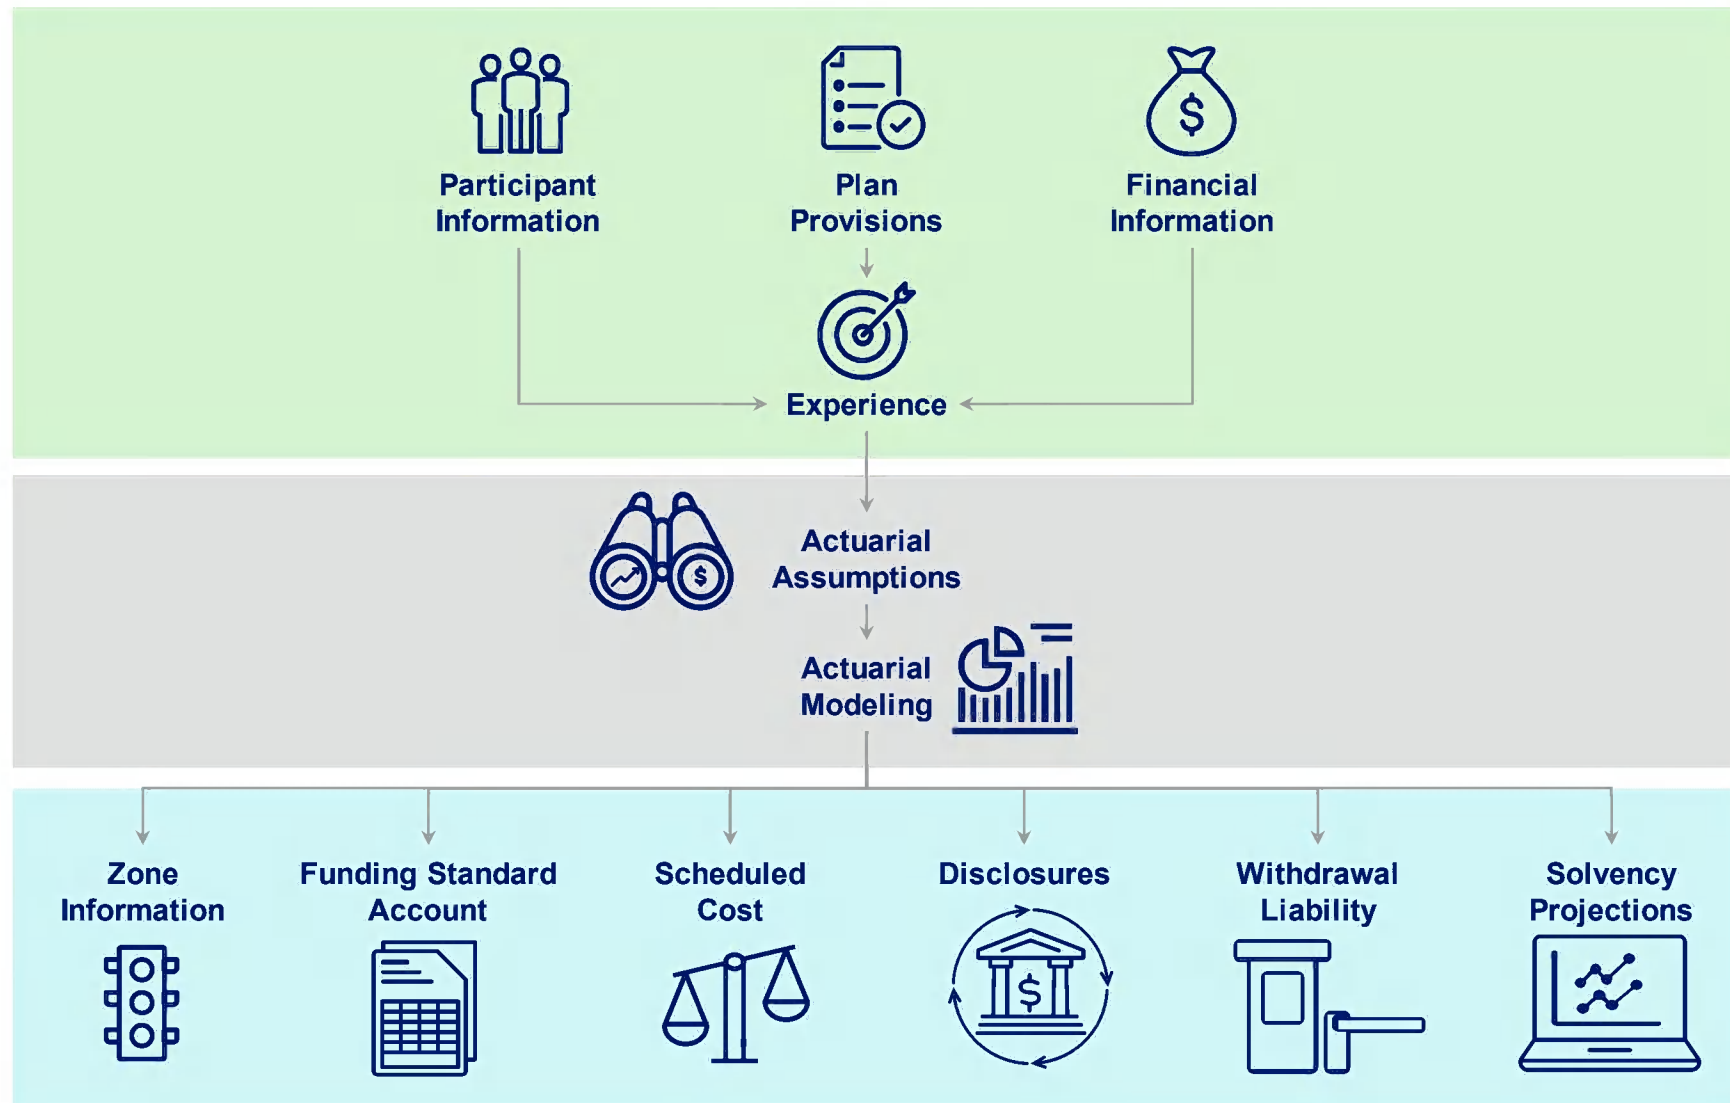 $
Participant
Information
Plan
Provisions
Financial
Information
Experience
$
Actuarial
Assumptions
Actuarial
Modeling
Zone
Information
Funding Standard
Account
Scheduled
Cost
Disclosures
Withdrawal
Liability
Solvency
Projections
$